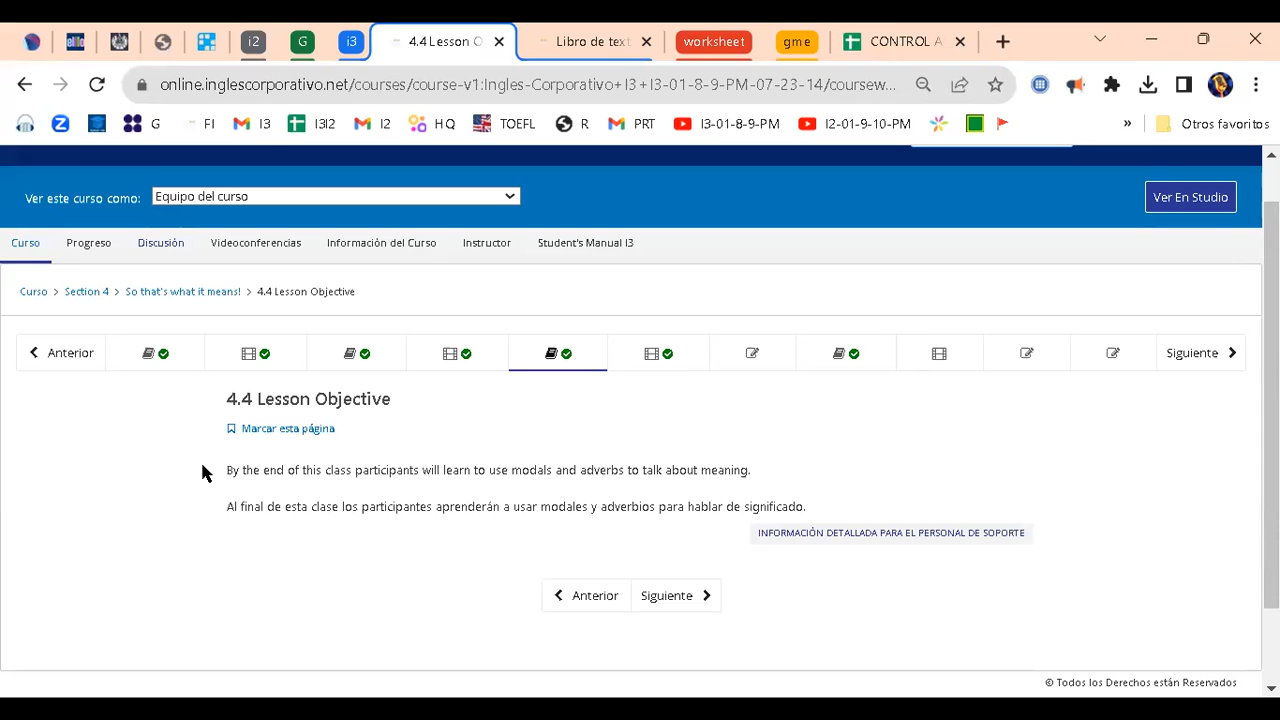 i2
G
i3
4.4 Lesson O
Libro de text
worksheet
gme
CONTROL A
online.inglescorporativo.net/courses/course-v1:Ingles-Corporativo+I3+I3-01-8-9-PM-07-23-14/coursew...
G
FI
I3
I3I2
I2
HQ
TOEFL
R
PRT
I3-01-8-9-PM
I2-01-9-10-PM
»
Otros favoritos
Ver este curso como:
Equipo del curso
Ver En Studio
Curso
Progreso
Discusión
Videoconferencias
Información del Curso
Instructor
Student's Manual I3
Curso > Section 4 > So that's what it means! > 4.4 Lesson Objective
Anterior
Siguiente
4.4 Lesson Objective
Marcar esta página
By the end of this class participants will learn to use modals and adverbs to talk about meaning.
Al final de esta clase los participantes aprenderán a usar modales y adverbios para hablar de significado.
INFORMACIÓN DETALLADA PARA EL PERSONAL DE SOPORTE
Anterior
Siguiente
© Todos los Derechos están Reservados